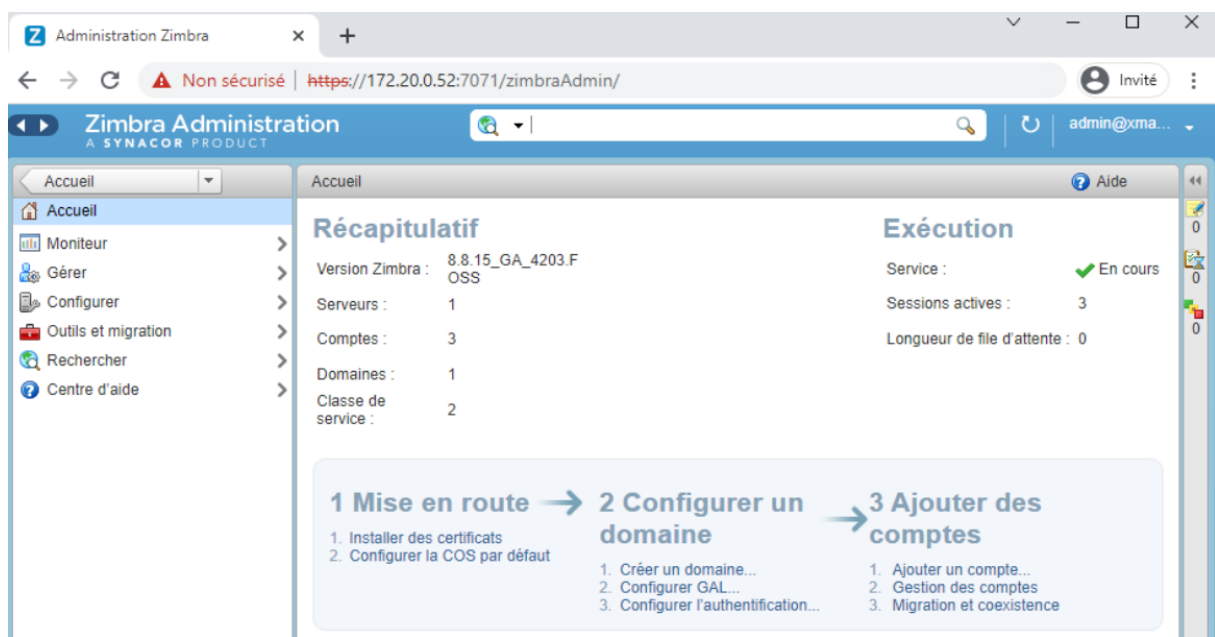 Administration Zimbra
Non sécurisé https://172.20.0.52:7071/zimbraAdmin/ Invité
Zimbra Administration
A SYNACOR PRODUCT
admin@xma...
Accueil
Accueil
Moniteur
Gérer
Configurer
Outils et migration
Rechercher
Centre d'aide
Accueil Aide
Récapitulatif
Version Zimbra : 8.8.15_GA_4203.F
OSS
Serveurs : 1
Comptes : 3
Domaines : 1
Classe de
service : 2
Exécution
Service : En cours
Sessions actives : 3
Longueur de file d'attente : 0
0
0
0
1 Mise en route
1. Installer des certificats
2. Configurer la COS par défaut
2 Configurer un
domaine
1. Créer un domaine...
2. Configurer GAL...
3. Configurer l'authentification...
3 Ajouter des
comptes
1. Ajouter un compte...
2. Gestion des comptes
3. Migration et coexistence